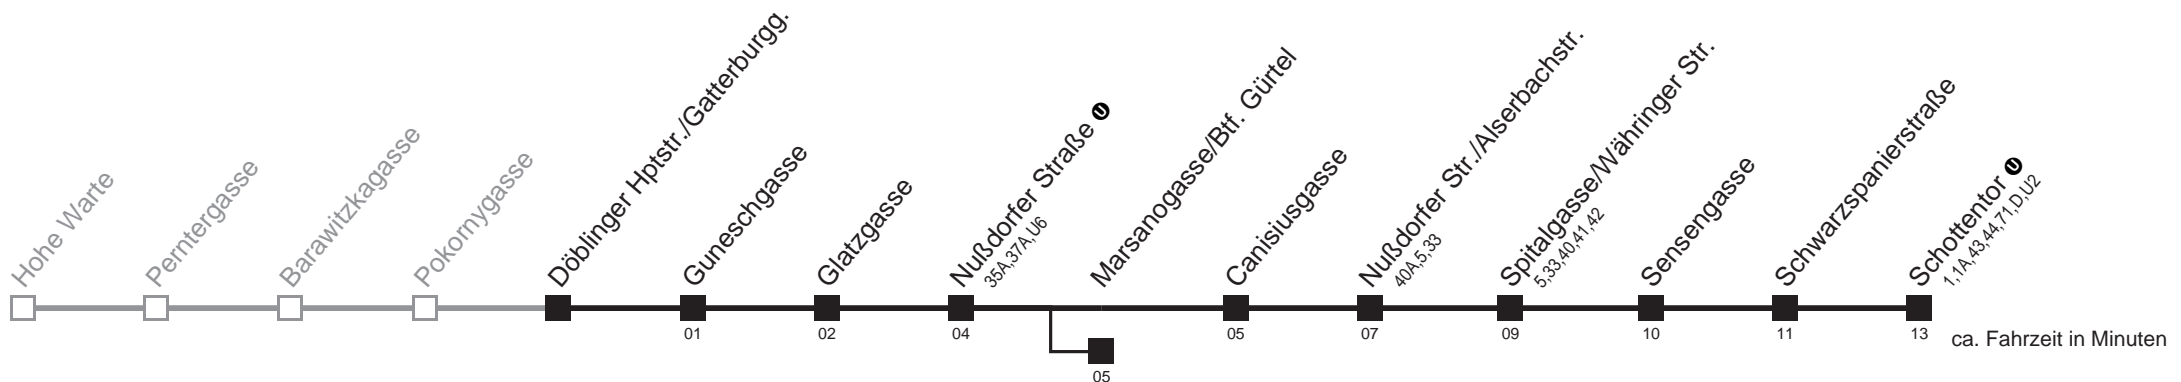 Hohe Warte
Perntergasse
Barawitzkagasse
Pokornygasse
Döblinger Hptstr./Gatterburgg.
Guneschgasse
Glatzgasse
Nußdorfer Straße U
35A,37A,U6
Marsanogasse/Btf. Gürtel
Canisiusgasse
Nußdorfer Str./Alserbachstr.
40A,5,33
Spitalgasse/Währinger Str.
5,33,40,41,42
Sensengasse
Schwarzspanierstraße
Schottentor U
1,1A,43,44,71,D,U2
01
02
04
05
07
09
10
11
13
ca. Fahrzeit in Minuten
05